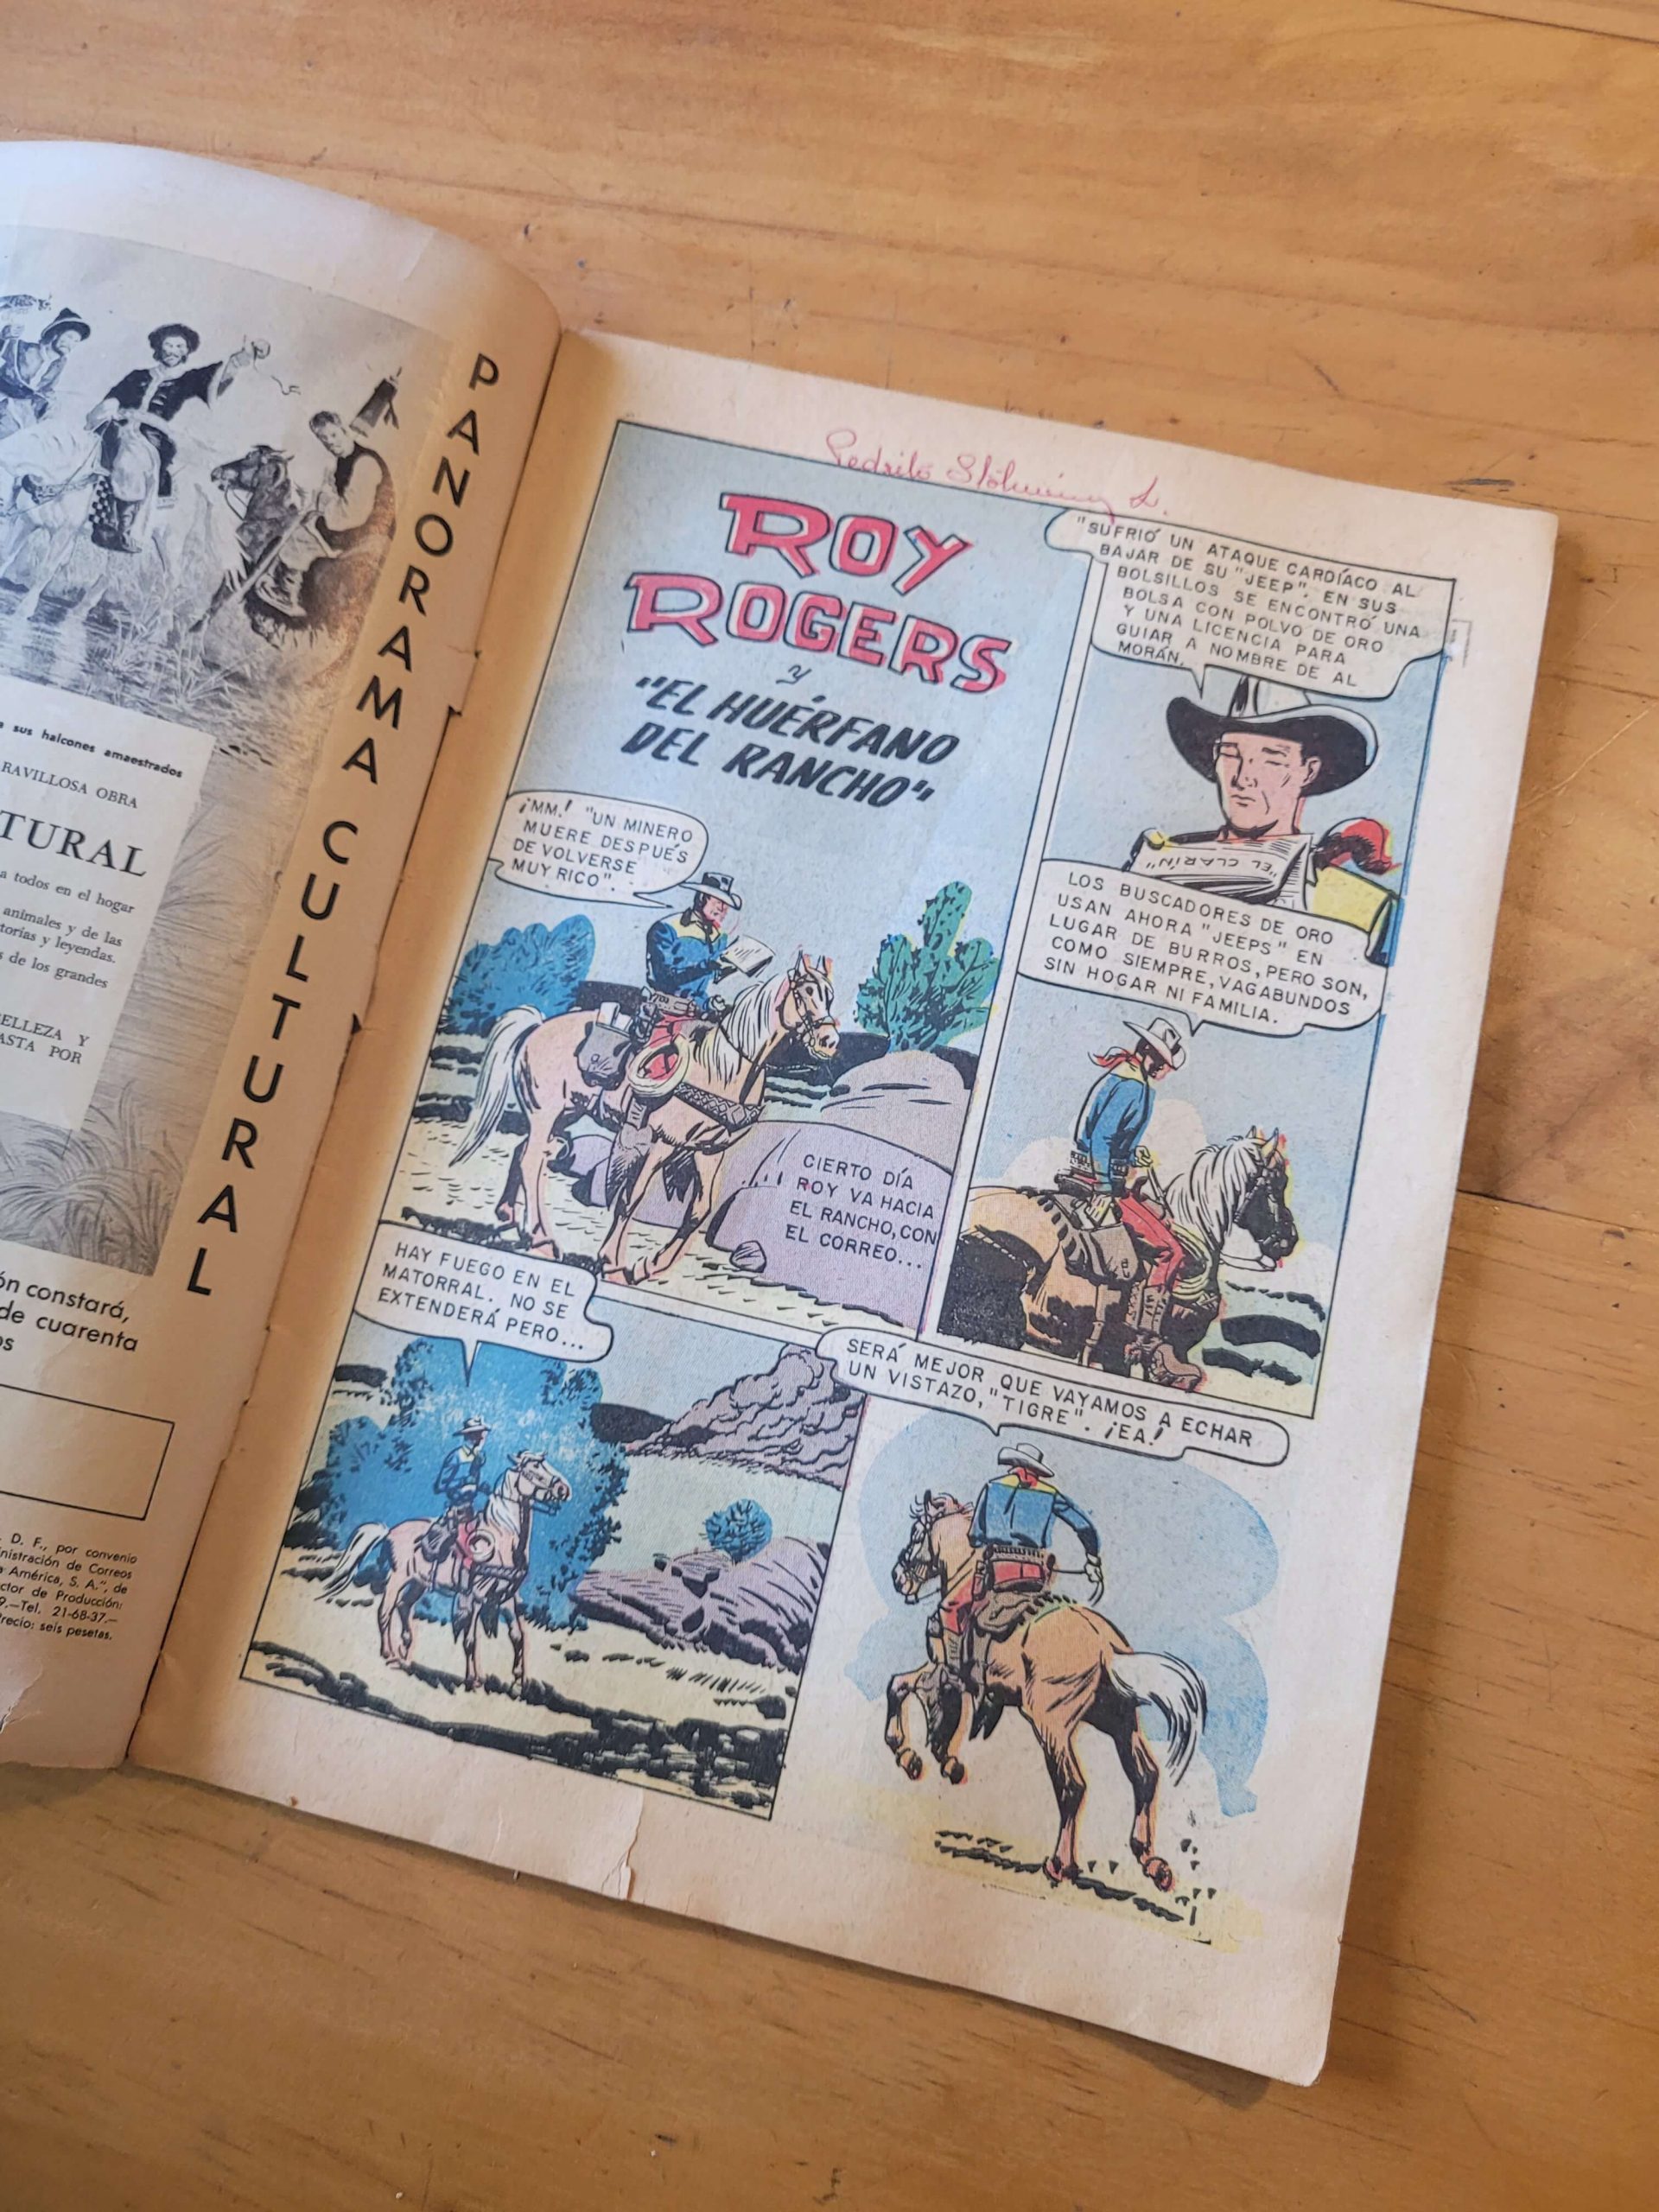 PANORAMA CULTURAL
sus halcones amaestrados
RAVILLOSA OBRA
TURAL
a todos en el hogar
animales y de las
torias y leyendas.
s de los grandes
ELLEZA Y
ASTA POR
ón constará,
de cuarenta
os
. D. F., por convenio
nistración de Correos
a América, S. A.", de
ctor de Producción:
9.—Tel. 21-68-37.—
Precio: seis pesetas.
ROY
ROGERS
y
"EL HUÉRFANO
DEL RANCHO"
¡MM! "UN MINERO
MUERE DESPUÉS
DE VOLVERSE
MUY RICO".
CIERTO DÍA
ROY VA HACIA
EL RANCHO, CON
EL CORREO...
"SUFRIÓ UN ATAQUE CARDÍACO AL
BAJAR DE SU "JEEP". EN SUS
BOLSILLOS SE ENCONTRÓ UNA
BOLSA CON POLVO DE ORO
Y UNA LICENCIA PARA
GUIAR A NOMBRE DE AL
MORÁN.
"EL CLARÍN"
LOS BUSCADORES DE ORO
USAN AHORA "JEEPS" EN
LUGAR DE BURROS, PERO SON,
COMO SIEMPRE, VAGABUNDOS
SIN HOGAR NI FAMILIA.
HAY FUEGO EN EL
MATORRAL. NO SE
EXTENDERÁ PERO...
SERÁ MEJOR QUE VAYAMOS A ECHAR
UN VISTAZO, "TIGRE". ¡EA!